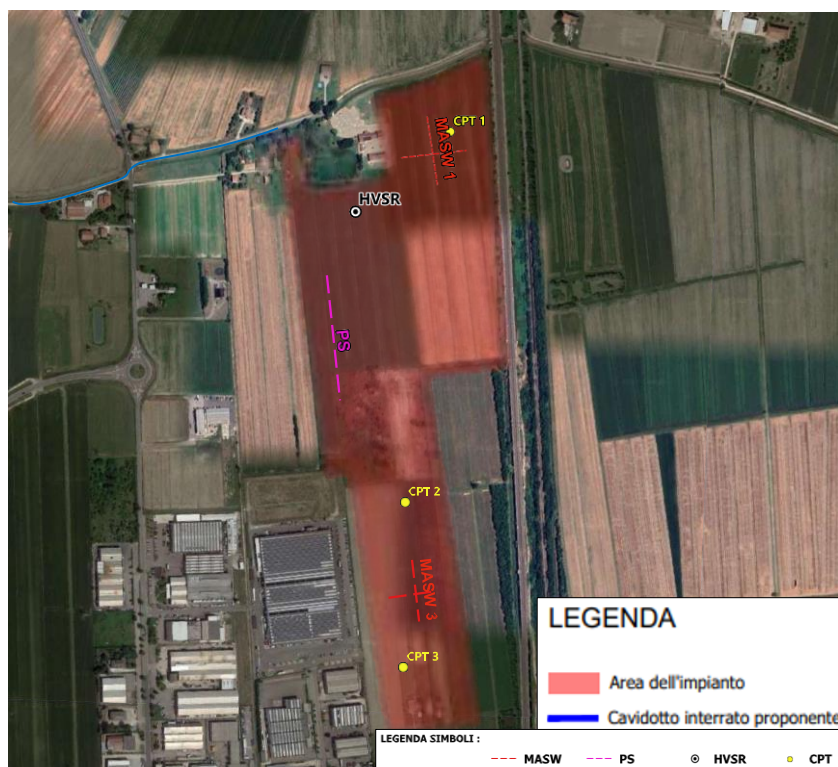 CPT 1
MASW 1
HVSR
PS
CPT 2
MASW 3
CPT 3
LEGENDA
Area dell'impianto
Cavidotto interrato proponente
LEGENDA SIMBOLI :
MASW PS HVSR CPT